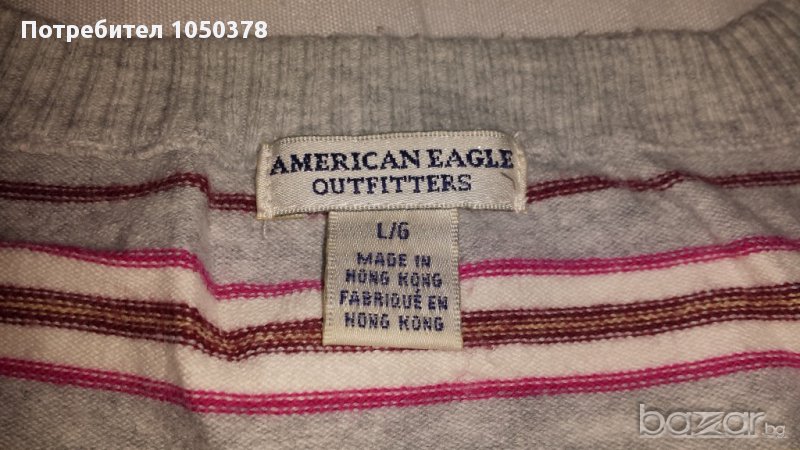 Потребител 1050378
AMERICAN EAGLE
OUTFITTERS
L/G
MADE IN
HONG KONG
FABRIQUÉ EN
HONG KONG
bazar.bg